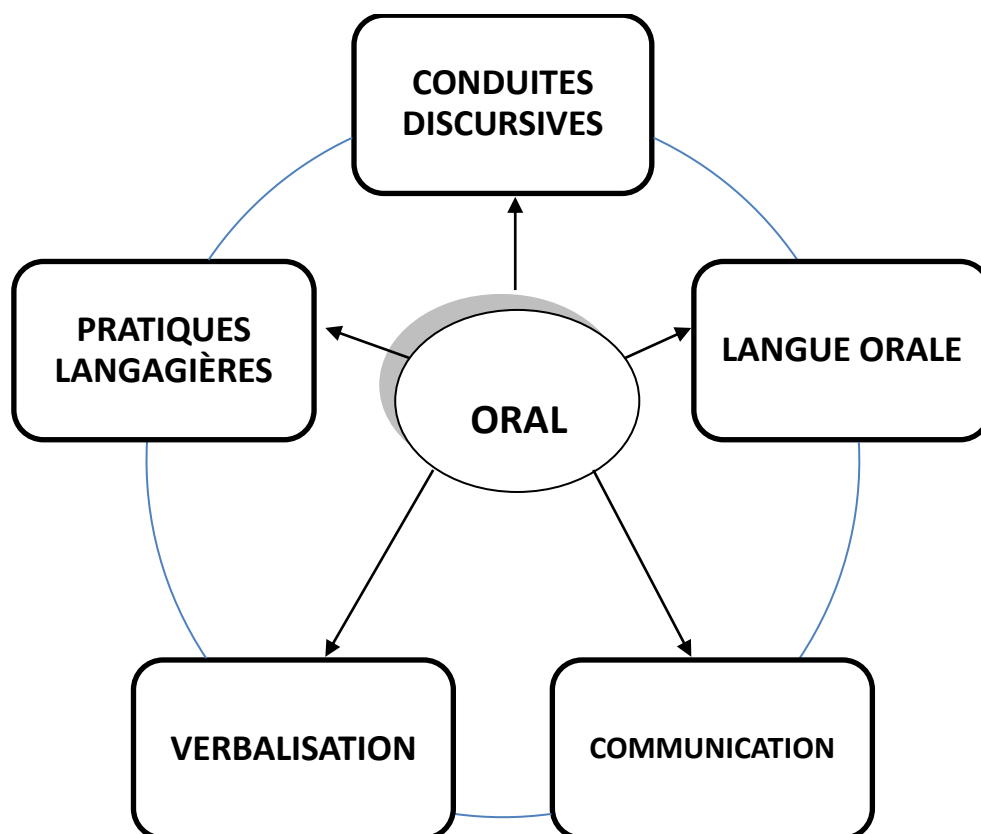 CONDUITES
DISCURSIVES
PRATIQUES
LANGAGIÈRES
LANGUE ORALE
ORAL
VERBALISATION
COMMUNICATION